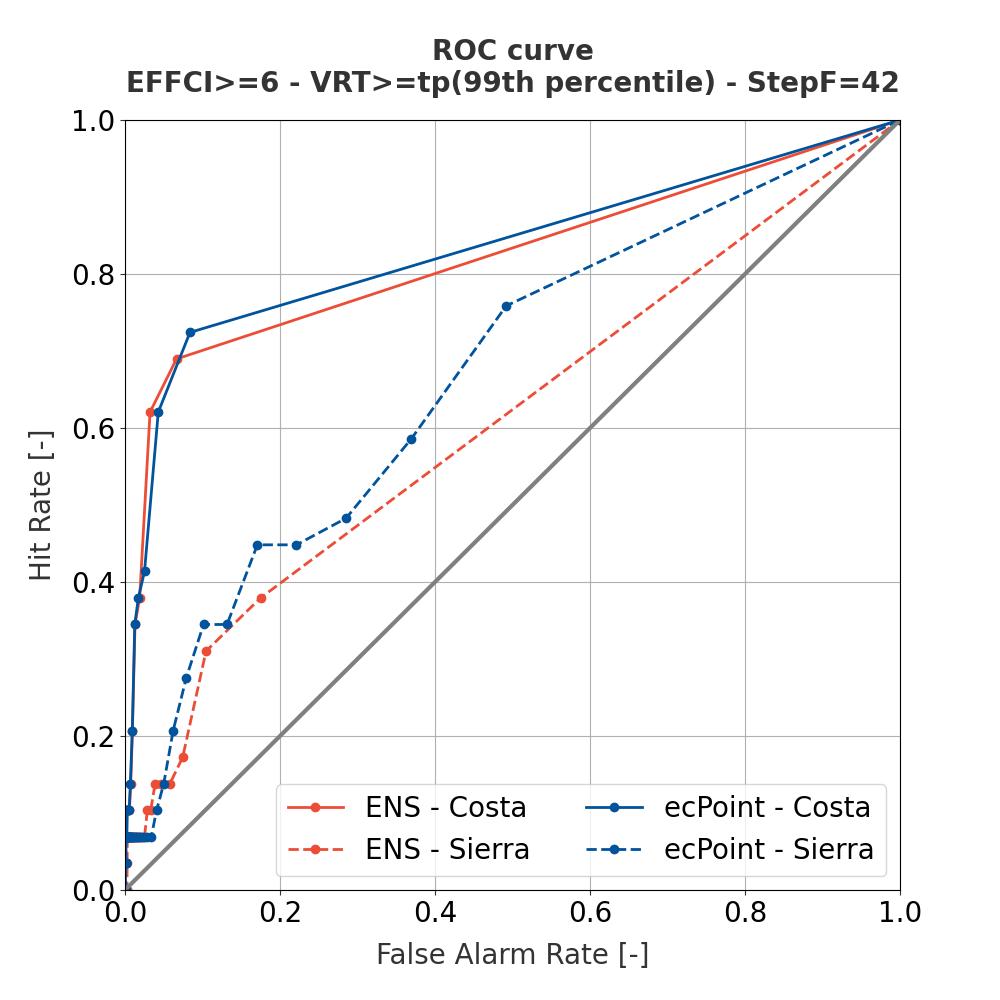 ROC curve
EFFCI>=6 - VRT>=tp(99th percentile) - StepF=42
1.0
0.8
0.6
0.4
0.2
0.0
Hit Rate [-]
ENS - Costa
ENS - Sierra
ecPoint - Costa
ecPoint - Sierra
0.0 0.2 0.4 0.6 0.8 1.0
False Alarm Rate [-]